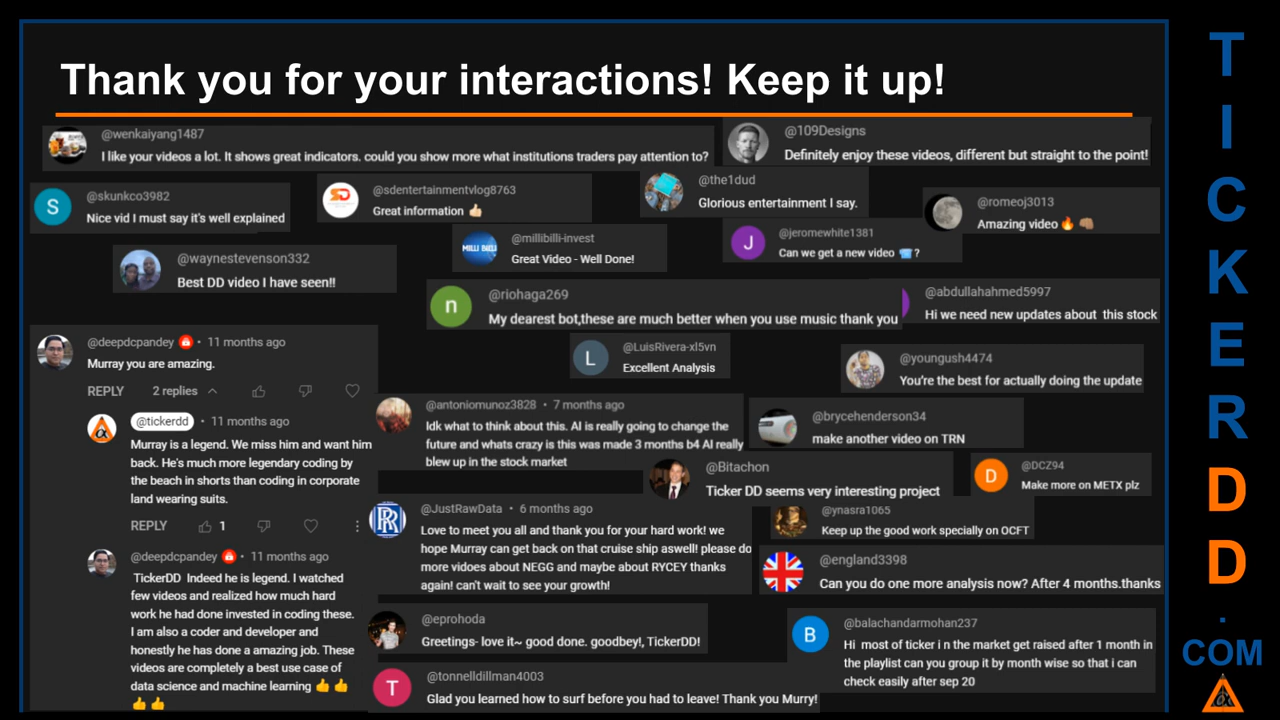 Thank you for your interactions! Keep it up!
@wenkaiyang1487
I like your videos a lot. It shows great indicators. could you show more what institutions traders pay attention to?
@109Designs
Definitely enjoy these videos, different but straight to the point!
@skunkco3982
Nice vid I must say it's well explained
@sdentertainmentvlog8763
Great information 👍🏻
@the1dud
Glorious entertainment I say.
@romeoj3013
Amazing video 🔥 👊🏽
@millibilli-invest
Great Video - Well Done!
@jeromewhite1381
Can we get a new video ?
@waynestevenson332
Best DD video I have seen!!
@riohaga269
My dearest bot,these are much better when you use music thank you
@abdullahahmed5997
Hi we need new updates about this stock
@LuisRivera-xl5vn
Excellent Analysis
@youngush4474
You're the best for actually doing the update
@deepdcpandey • 11 months ago
Murray you are amazing.
REPLY 2 replies
@tickerdd • 11 months ago
Murray is a legend. We miss him and want him
back. He's much more legendary coding by
the beach in shorts than coding in corporate
land wearing suits.
REPLY 1
@deepdcpandey • 11 months ago
TickerDD Indeed he is legend. I watched
few videos and realized how much hard
work he had done invested in coding these.
I am also a coder and developer and
honestly he has done a amazing job. These
videos are completely a best use case of
data science and machine learning 👍 👍
👍 👍
@antoniomunoz3828 • 7 months ago
Idk what to think about this. AI is really going to change the
future and whats crazy is this was made 3 months b4 AI really
blew up in the stock market
@brycehenderson34
make another video on TRN
@Bitachon
Ticker DD seems very interesting project
@DCZ94
Make more on METX plz
@JustRawData • 6 months ago
Love to meet you all and thank you for your hard work! we
hope Murray can get back on that cruise ship aswell! please do
more vidoes about NEGG and maybe about RYCEY thanks
again! can't wait to see your growth!
@ynasra1065
Keep up the good work specially on OCFT
@england3398
Can you do one more analysis now? After 4 months.thanks
@eprohoda
Greetings- love it~ good done. goodbey!, TickerDD!
@balachandarmohan237
Hi most of ticker i n the market get raised after 1 month in
the playlist can you group it by month wise so that i can
check easily after sep 20
@tonnelldillman4003
Glad you learned how to surf before you had to leave! Thank you Murry!
S
MILLI BILLI
J
n
L
D
B
T
T
I
C
K
E
R
D
D
.
COM